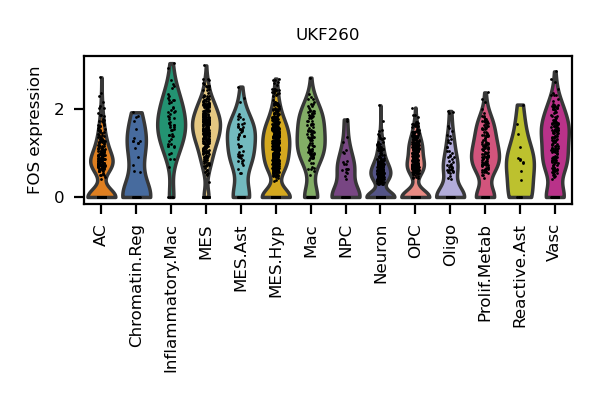 UKF260
FOS expression
2
0
AC
Chromatin.Reg
Inflammatory.Mac
MES
MES.Ast
MES.Hyp
Mac
NPC
Neuron
OPC
Oligo
Prolif.Metab
Reactive.Ast
Vasc